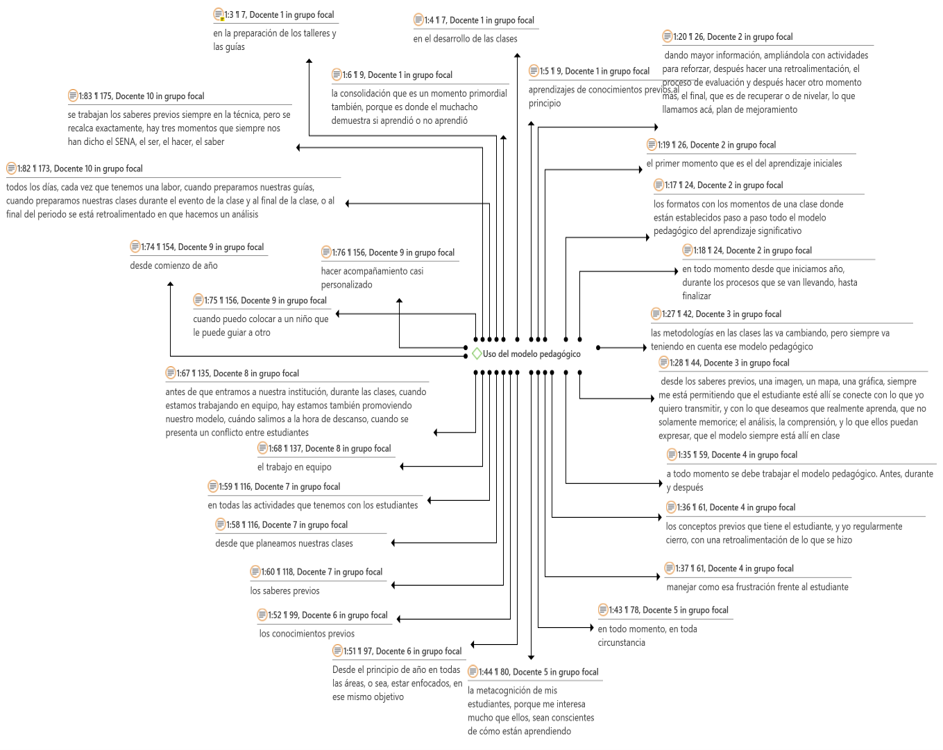 1:3 ¶ 7, Docente 1 in grupo focal
en la preparación de los talleres y
las guías
1:4 ¶ 7, Docente 1 in grupo focal
en el desarrollo de las clases
1:20 ¶ 26, Docente 2 in grupo focal
dando mayor información, ampliándola con actividades
para reforzar, después hacer una retroalimentación, el
proceso de evaluación y después hacer otro momento
más, el final, que es de recuperar o de nivelar, lo que
llamamos acá, plan de mejoramiento
1:6 ¶ 9, Docente 1 in grupo focal
la consolidación que es un momento primordial
también, porque es donde el muchacho
demuestra si aprendió o no aprendió
1:5 ¶ 9, Docente 1 in grupo focal
aprendizajes de conocimientos previos al
principio
1:83 ¶ 175, Docente 10 in grupo focal
se trabajan los saberes previos siempre en la técnica, pero se
recalca exactamente, hay tres momentos que siempre nos
han dicho el SENA, el ser, el hacer, el saber
1:19 ¶ 26, Docente 2 in grupo focal
el primer momento que es el del aprendizaje iniciales
1:82 ¶ 173, Docente 10 in grupo focal
todos los días, cada vez que tenemos una labor, cuando preparamos nuestras guías,
cuando preparamos nuestras clases durante el evento de la clase y al final de la clase, o al
final del periodo se está retroalimentado en que hacemos un análisis
1:17 ¶ 24, Docente 2 in grupo focal
los formatos con los momentos de una clase donde
están establecidos paso a paso todo el modelo
pedagógico del aprendizaje significativo
1:74 ¶ 154, Docente 9 in grupo focal
desde comienzo de año
1:76 ¶ 156, Docente 9 in grupo focal
hacer acompañamiento casi
personalizado
1:18 ¶ 24, Docente 2 in grupo focal
en todo momento desde que iniciamos año,
durante los procesos que se van llevando, hasta
finalizar
1:75 ¶ 156, Docente 9 in grupo focal
cuando puedo colocar a un niño que
le puede guiar a otro
1:27 ¶ 42, Docente 3 in grupo focal
las metodologías en las clases las va cambiando, pero siempre va
teniendo en cuenta ese modelo pedagógico
Uso del modelo pedagógico
1:28 ¶ 44, Docente 3 in grupo focal
desde los saberes previos, una imagen, un mapa, una gráfica, siempre
me está permitiendo que el estudiante esté allí se conecte con lo que yo
quiero transmitir, y con lo que deseamos que realmente aprenda, que no
solamente memorice; el análisis, la comprensión, y lo que ellos puedan
expresar, que el modelo siempre está allí en clase
1:67 ¶ 135, Docente 8 in grupo focal
antes de que entramos a nuestra institución, durante las clases, cuando
estamos trabajando en equipo, hay estamos también promoviendo
nuestro modelo, cuándo salimos a la hora de descanso, cuando se
presenta un conflicto entre estudiantes
1:68 ¶ 137, Docente 8 in grupo focal
el trabajo en equipo
1:35 ¶ 59, Docente 4 in grupo focal
a todo momento se debe trabajar el modelo pedagógico. Antes, durante
y después
1:59 ¶ 116, Docente 7 in grupo focal
en todas las actividades que tenemos con los estudiantes
1:36 ¶ 61, Docente 4 in grupo focal
los conceptos previos que tiene el estudiante, y yo regularmente
cierro, con una retroalimentación de lo que se hizo
1:58 ¶ 116, Docente 7 in grupo focal
desde que planeamos nuestras clases
1:60 ¶ 118, Docente 7 in grupo focal
los saberes previos
1:37 ¶ 61, Docente 4 in grupo focal
manejar como esa frustración frente al estudiante
1:52 ¶ 99, Docente 6 in grupo focal
los conocimientos previos
1:43 ¶ 78, Docente 5 in grupo focal
en todo momento, en toda
circunstancia
1:51 ¶ 97, Docente 6 in grupo focal
Desde el principio de año en todas
las áreas, o sea, estar enfocados, en
ese mismo objetivo
1:44 ¶ 80, Docente 5 in grupo focal
la metacognición de mis
estudiantes, porque me interesa
mucho que ellos, sean conscientes
de cómo están aprendiendo